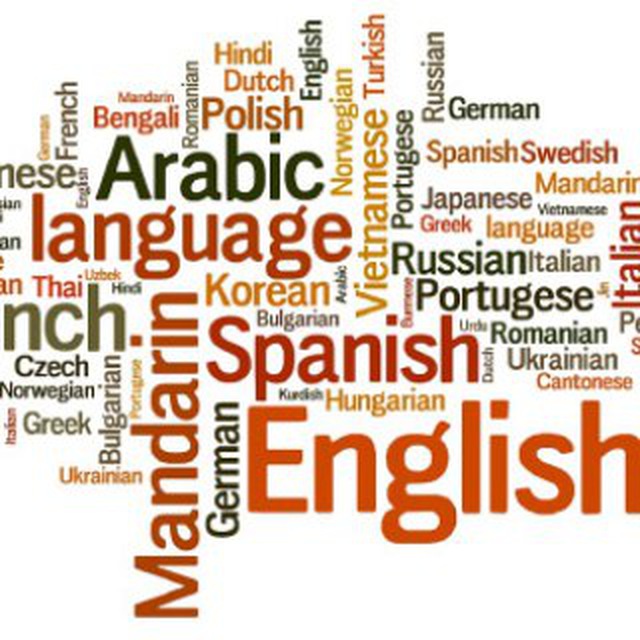 Hindi
English
Turkish
Dutch
Russian
Mandarin
Romanian
Norwegian
German
French
Bengali
Polish
German
Portugese
Spanish
Swedish
nese
English
Arabic
Vietnamese
Mandarin
Japanese
Vietnamese
Greek
language
language
Italian
Russian
Italian
an
Thai
Uzbek
Hindi
Korean
Arabic
Burmese
Portugese
nch
Mandarin
Bulgarian
Spanish
Urdu
Romanian
Czech
Dutch
Ukrainian
Norwegian
Bulgarian
Portugese
Kurdish
Hungarian
Cantonese
Italian
Greek
German
English
Ukrainian